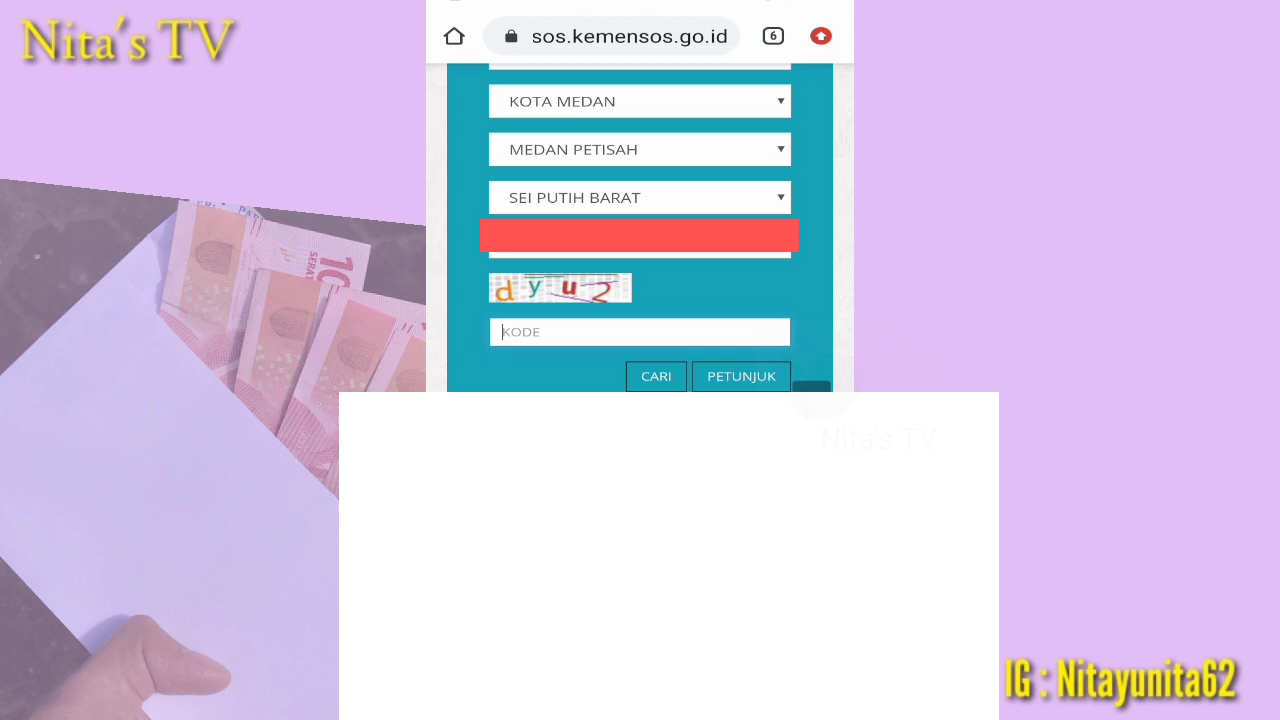 Nita's TV
sos.kemensos.go.id
6
KOTA MEDAN
MEDAN PETISAH
SEI PUTIH BARAT
dyu2
KODE
CARI
PETUNJUK
Nita's TV
IG : Nitayunita62